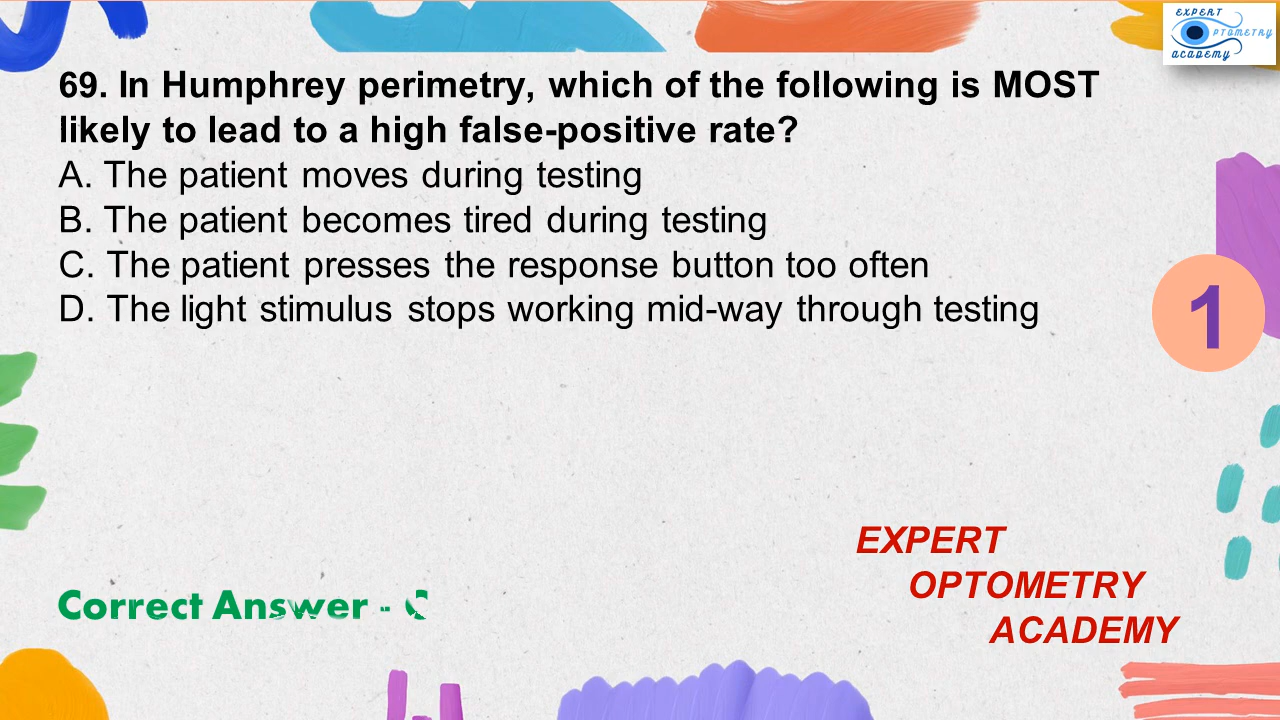 EXPERT
OPTOMETRY
academy
69. In Humphrey perimetry, which of the following is MOST
likely to lead to a high false-positive rate?
A. The patient moves during testing
B. The patient becomes tired during testing
C. The patient presses the response button too often
D. The light stimulus stops working mid-way through testing
1
EXPERT
OPTOMETRY
ACADEMY
Correct Answer - C